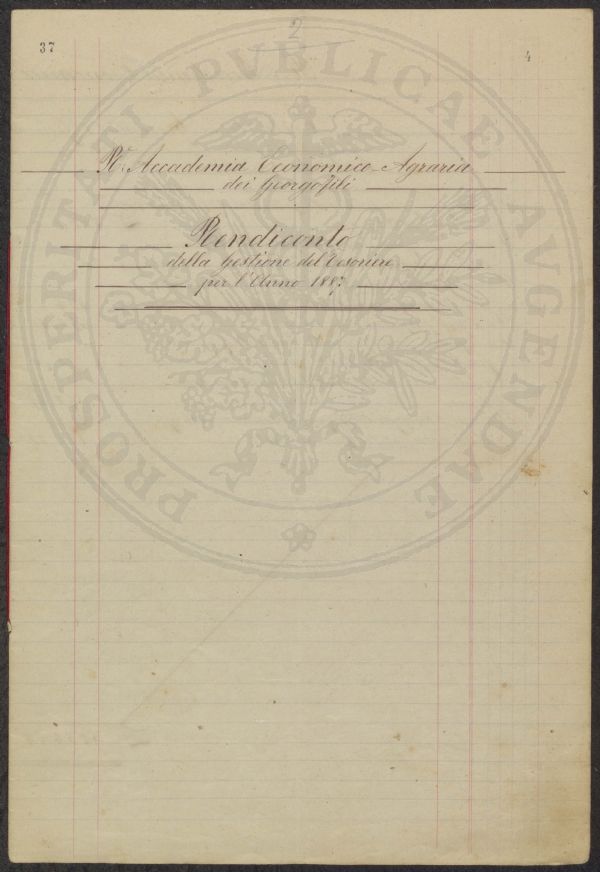 2
37
4
PROSPERITATI PVBLICAE AVGENDAE
Rᵉ. Accademia Economico-Agraria
dei Georgofili
Rendiconto
della Gestione del Tesoriere
per l'Anno 1887.